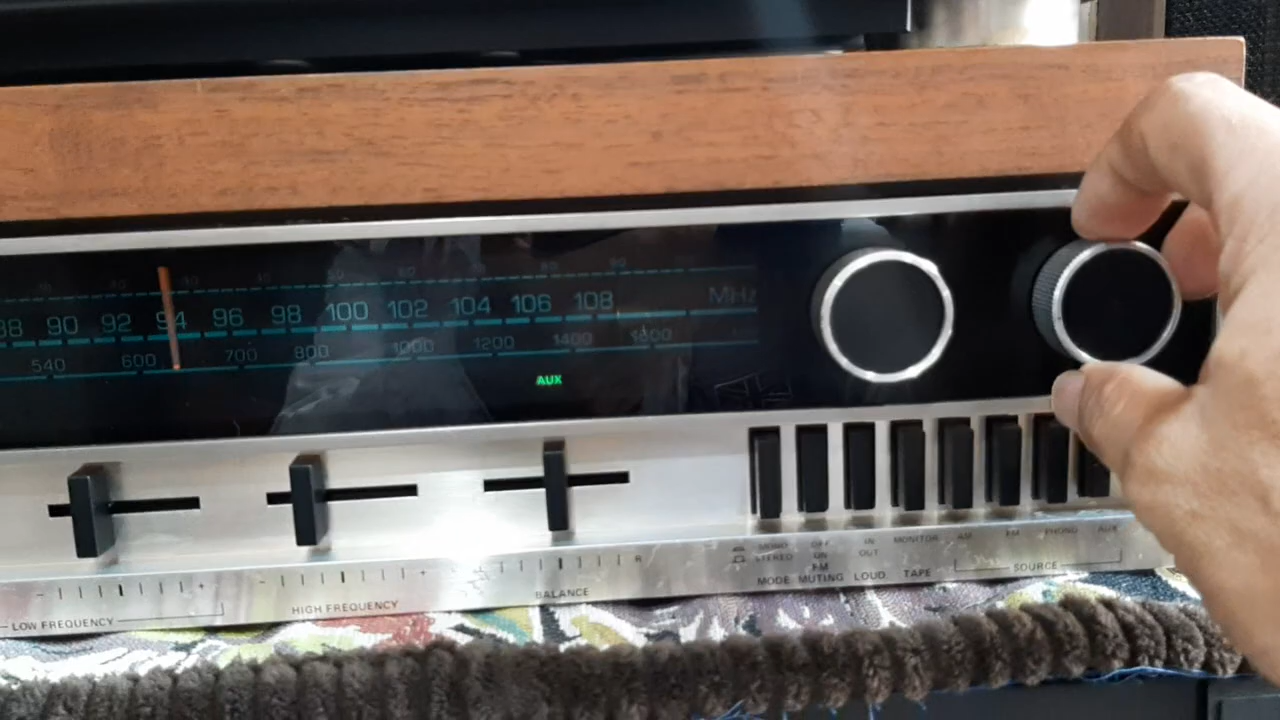 88 90 92 94 96 98 100 102 104 106 108 MHz
540 600 700 800 1000 1200 1400 1600
AUX
MONO OFF IN MONITOR AM FM PHONO AUX
STEREO ON OUT
FM
MODE MUTING LOUD TAPE SOURCE
- + - + R
LOW FREQUENCY HIGH FREQUENCY BALANCE